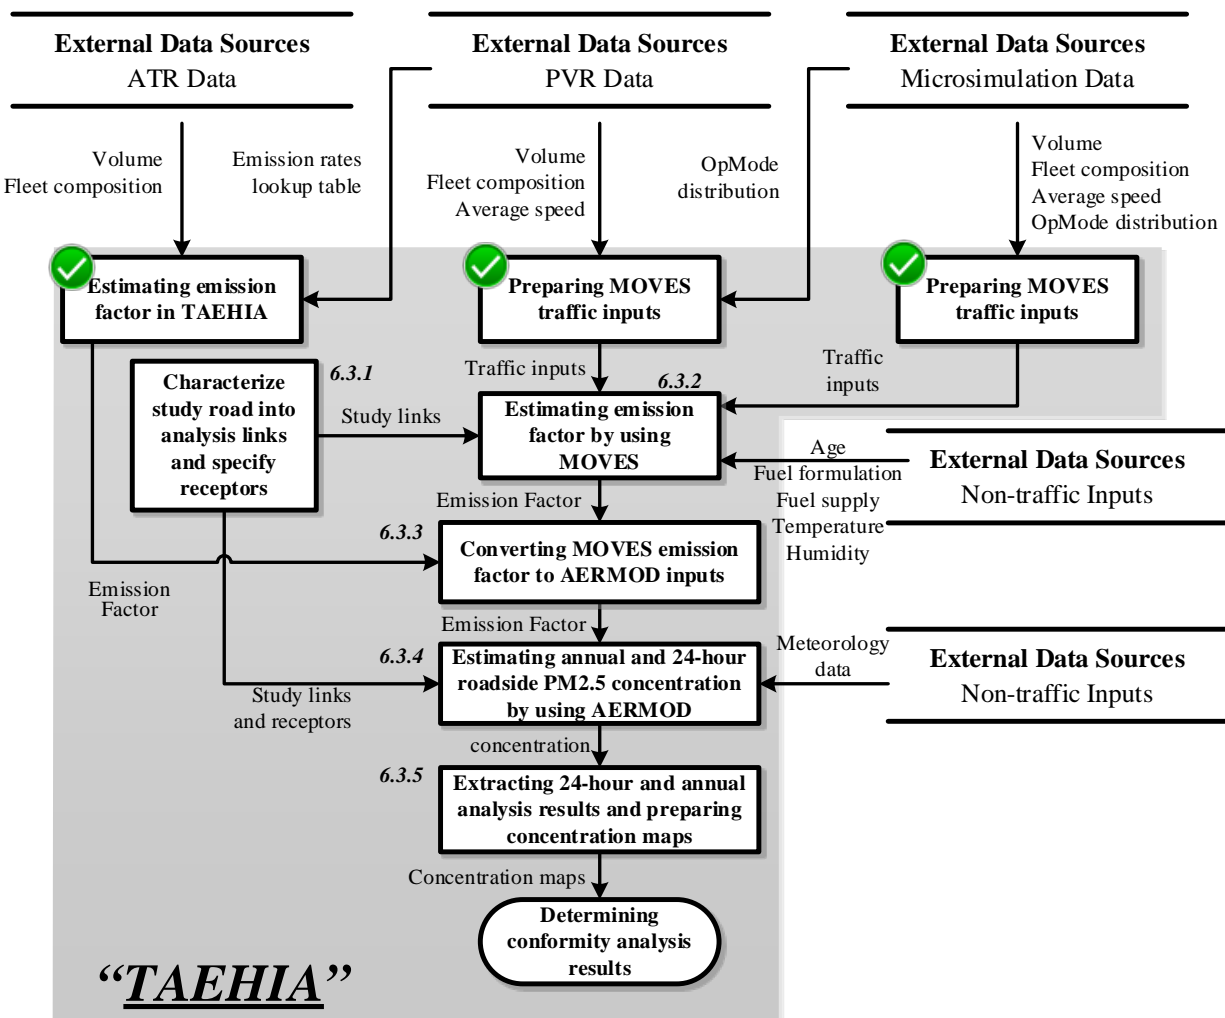 External Data Sources
ATR Data
External Data Sources
PVR Data
External Data Sources
Microsimulation Data
Volume
Fleet composition
Emission rates
lookup table
Volume
Fleet composition
Average speed
OpMode
distribution
Volume
Fleet composition
Average speed
OpMode distribution
Estimating emission
factor in TAEHIA
Preparing MOVES
traffic inputs
Preparing MOVES
traffic inputs
6.3.1
Characterize
study road into
analysis links
and specify
receptors
Traffic inputs
Traffic
inputs
6.3.2
Study links
Estimating emission
factor by using
MOVES
Age
Fuel formulation
Fuel supply
Temperature
Humidity
External Data Sources
Non-traffic Inputs
Emission Factor
6.3.3
Converting MOVES emission
factor to AERMOD inputs
Emission
Factor
Emission Factor
6.3.4
Estimating annual and 24-hour
roadside PM2.5 concentration
by using AERMOD
Meteorology
data
External Data Sources
Non-traffic Inputs
Study links
and receptors
concentration
6.3.5
Extracting 24-hour and annual
analysis results and preparing
concentration maps
Concentration maps
Determining
conformity analysis
results
“TAEHIA”